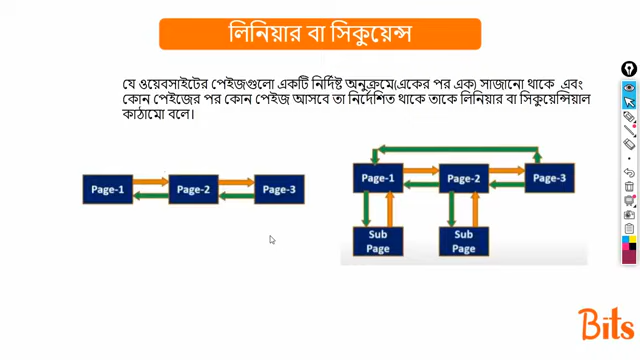 লিনিয়ার বা সিকুয়েন্স
যে ওয়েবসাইটের পেইজগুলো একটি নির্দিষ্ট অনুক্রমে(একের পর এক) সাজানো থাকে এবং
কোন পেইজের পর কোন পেইজ আসবে তা নির্দেশিত থাকে তাকে লিনিয়ার বা সিকুয়েন্সিয়াল
কাঠামো বলে।
Page-1 Page-2 Page-3
Page-1 Page-2 Page-3
Sub Sub
Page Page
Bits